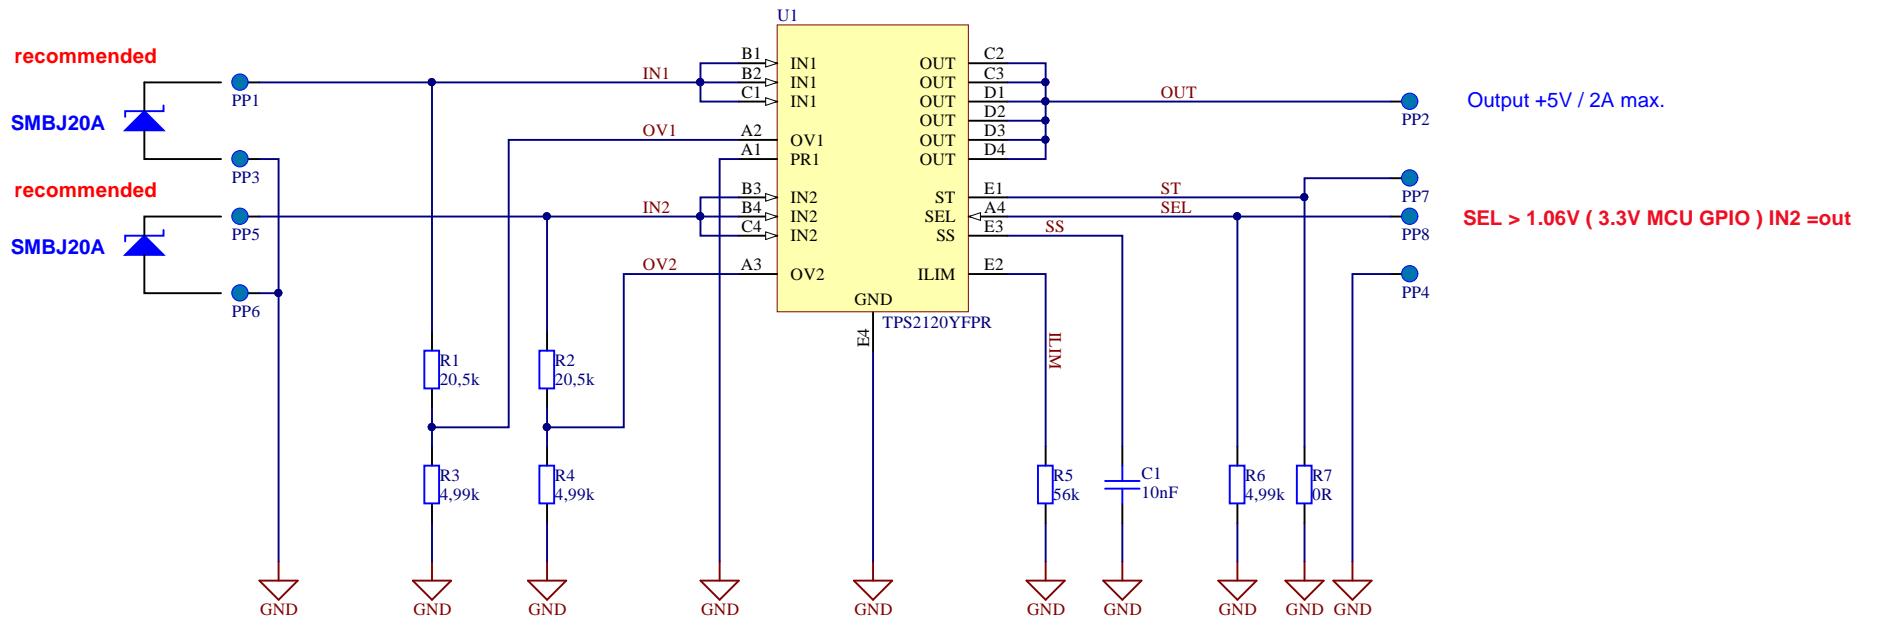 U1
recommended
SMBJ20A
PP1
PP3
recommended
SMBJ20A
PP5
PP6
IN1
OV1
IN2
OV2
B1
B2
C1
A2
A1
B3
B4
C4
A3
IN1
IN1
IN1
OV1
PR1
IN2
IN2
IN2
OV2
OUT
OUT
OUT
OUT
OUT
OUT
ST
SEL
SS
ILIM
GND
E4
TPS2120YFPR
C2
C3
D1
D2
D3
D4
E1
A4
E3
E2
OUT
ST
SEL
SS
ILIM
PP2
Output +5V / 2A max.
PP7
PP8
SEL > 1.06V ( 3.3V MCU GPIO ) IN2 =out
PP4
R1
20,5k
R2
20,5k
R3
4,99k
R4
4,99k
R5
56k
C1
10nF
R6
4,99k
R7
0R
GND
GND
GND
GND
GND
GND
GND
GND
GND
GND